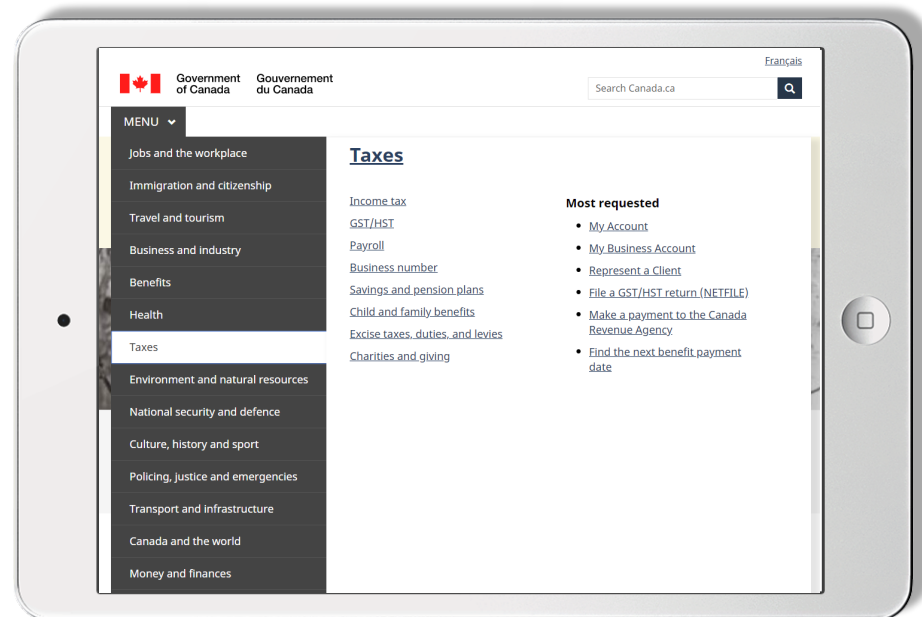 Français
Government
of Canada
Gouvernement
du Canada
Search Canada.ca
MENU
Jobs and the workplace
Immigration and citizenship
Travel and tourism
Business and industry
Benefits
Health
Taxes
Environment and natural resources
National security and defence
Culture, history and sport
Policing, justice and emergencies
Transport and infrastructure
Canada and the world
Money and finances
Taxes
Income tax
GST/HST
Payroll
Business number
Savings and pension plans
Child and family benefits
Excise taxes, duties, and levies
Charities and giving
Most requested
My Account
My Business Account
Represent a Client
File a GST/HST return (NETFILE)
Make a payment to the Canada
Revenue Agency
Find the next benefit payment
date